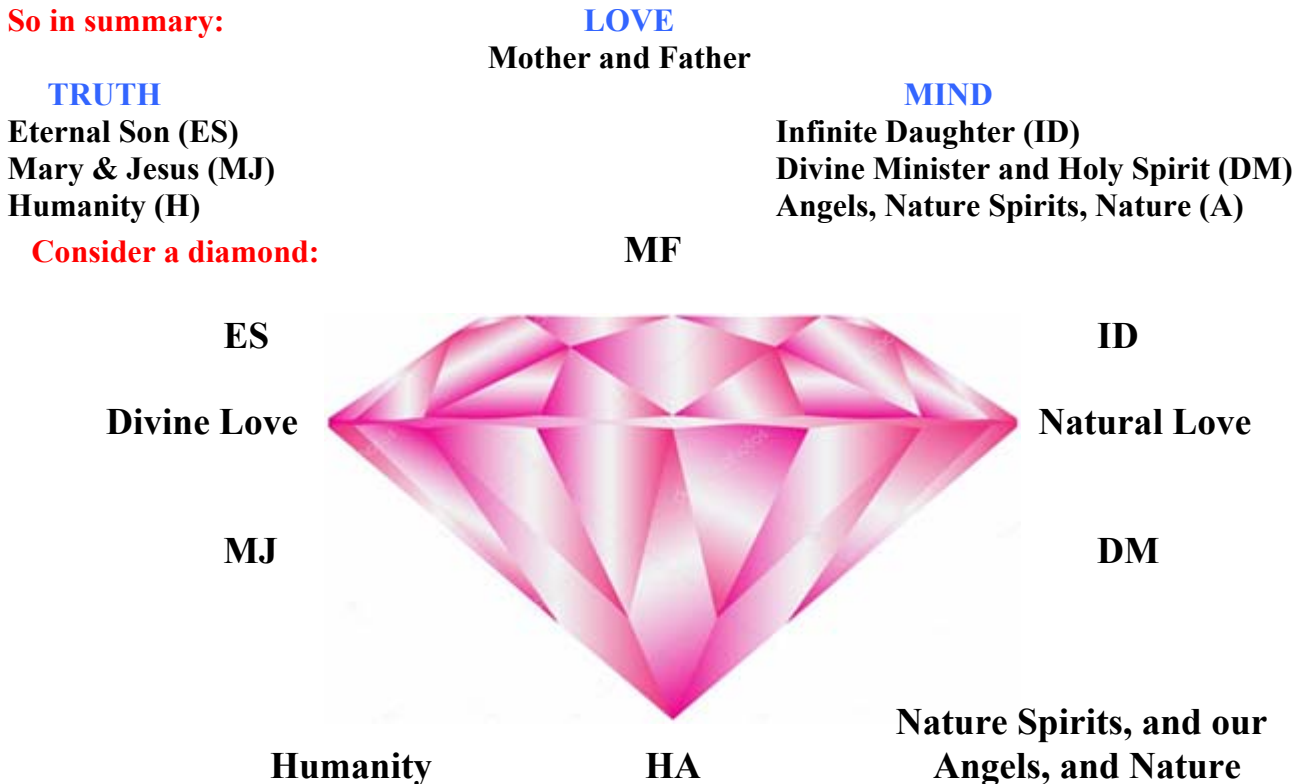 So in summary: LOVE
Mother and Father
TRUTH MIND
Eternal Son (ES) Infinite Daughter (ID)
Mary & Jesus (MJ) Divine Minister and Holy Spirit (DM)
Humanity (H) Angels, Nature Spirits, Nature (A)
Consider a diamond: MF
ES ID
Divine Love Natural Love
MJ DM
Nature Spirits, and our
Humanity HA Angels, and Nature